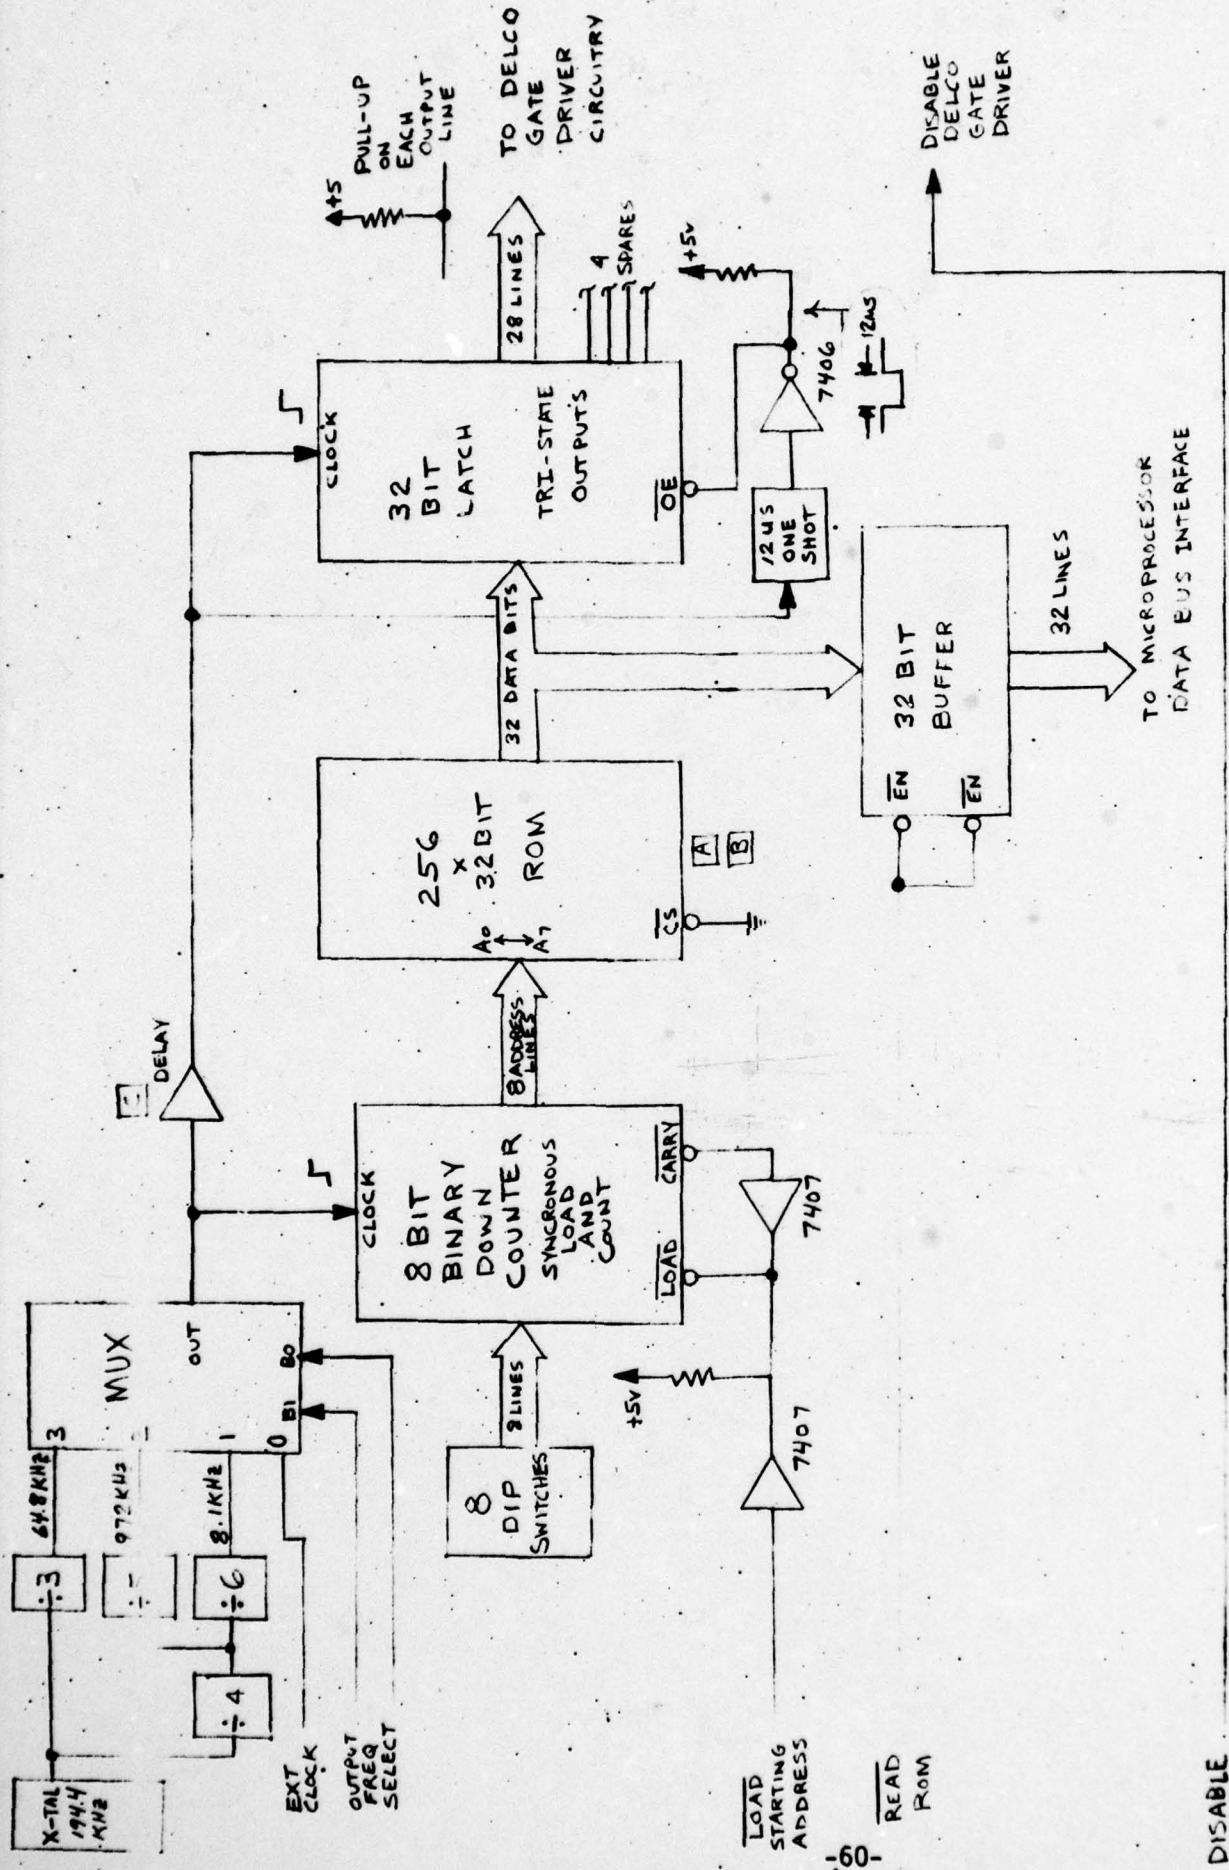 X-TAL
194.4
KHZ
÷3
64.8KHZ
972KHZ
÷4
÷6
8.1KHZ
3
1
0
MUX
OUT
B1
B0
EXT
CLOCK
OUTPUT
FREQ
SELECT
DELAY
8
DIP
SWITCHES
8 LINES
CLOCK
8 BIT
BINARY
DOWN
COUNTER
SYNCRONOUS
LOAD
AND
COUNT
LOAD
CARRY
+5V
7407
7407
LOAD
STARTING
ADDRESS
READ
ROM
8 ADDRESS
LINES
A0
A7
256
x
32 BIT
ROM
CS
A
B
32 DATA BITS
CLOCK
32
BIT
LATCH
TRI-STATE
OUTPUTS
OE
28 LINES
TO DELCO
GATE
DRIVER
CIRCUITRY
+5
PULL-UP
ON
EACH
OUTPUT
LINE
4
SPARES
+5V
12US
ONE
SHOT
7406
12US
32 BIT
BUFFER
EN
EN
32 LINES
TO MICROPROCESSOR
DATA BUS INTERFACE
DISABLE
DELCO
GATE
DRIVER
DISABLE
-60-